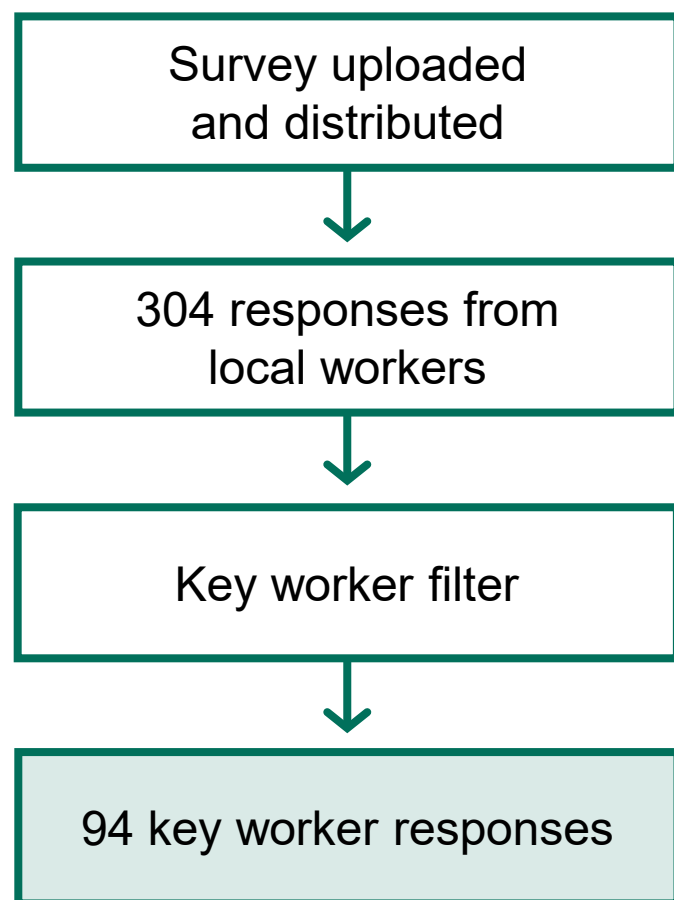 Survey uploaded
and distributed
304 responses from
local workers
Key worker filter
94 key worker responses